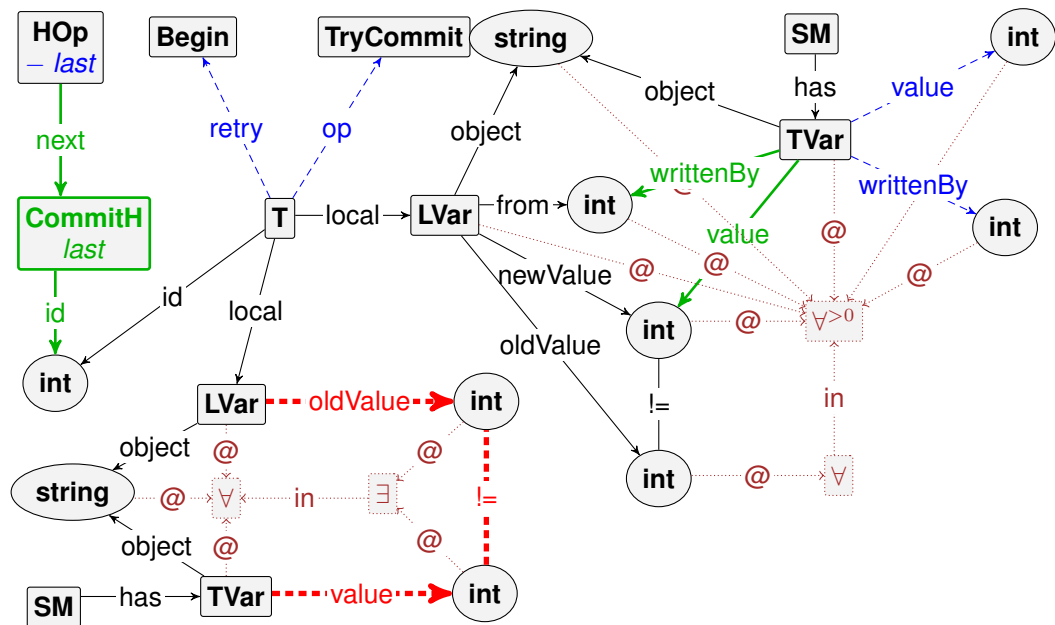 HOp
− last
Begin
TryCommit
string
SM
int
has
value
object
next
retry
op
object
TVar
writtenBy
writtenBy
@
CommitH
last
T
local
LVar
from
int
value
int
@
id
newValue
@
@
@
id
local
int
@
∀>0
oldValue
int
LVar
oldValue
int
!=
in
object
@
@
string
@
∀
in
∃
!=
int
@
∀
object
@
@
SM
has
TVar
value
int